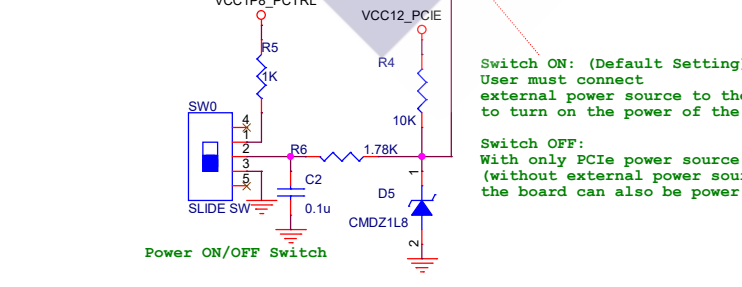 VCC1P8_PCTRL
VCC12_PCIE
R5
1K
R4
10K
SW0
4
1
2
3
5
SLIDE SW
R6
1.78K
C2
0.1u
1
D5
CMDZ1L8
2
Power ON/OFF Switch
Switch ON: (Default Setting)
User must connect
external power source to the
to turn on the power of the
Switch OFF:
With only PCIe power source
(without external power sou
the board can also be power